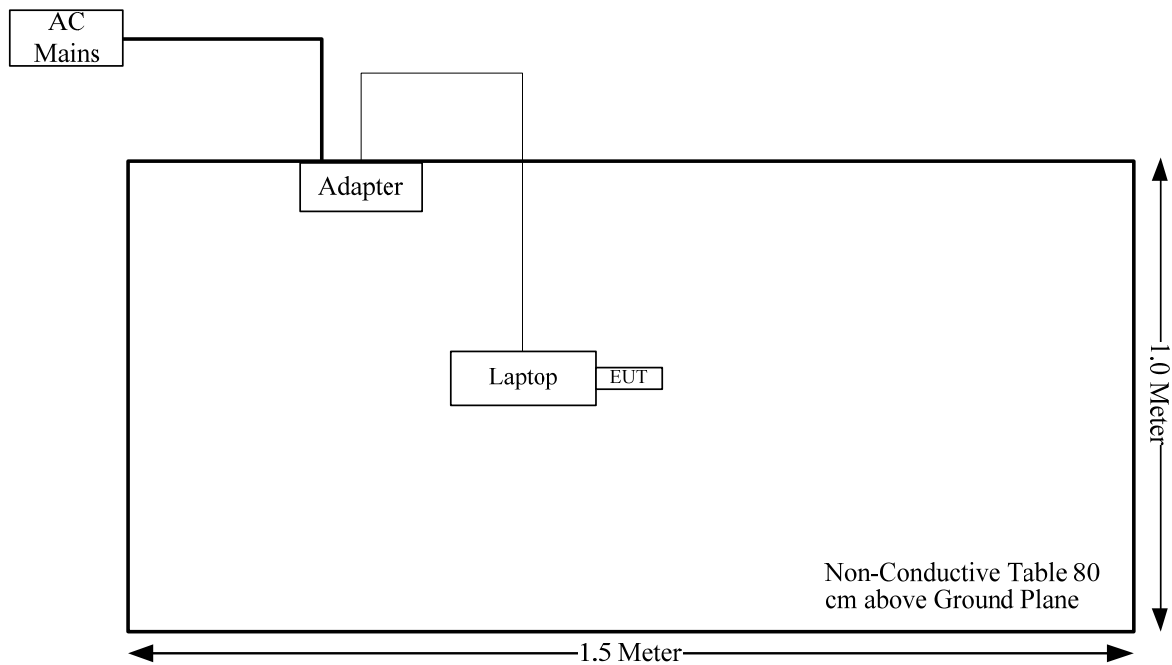 AC
Mains
Adapter
Laptop
EUT
1.0 Meter
Non-Conductive Table 80
cm above Ground Plane
1.5 Meter